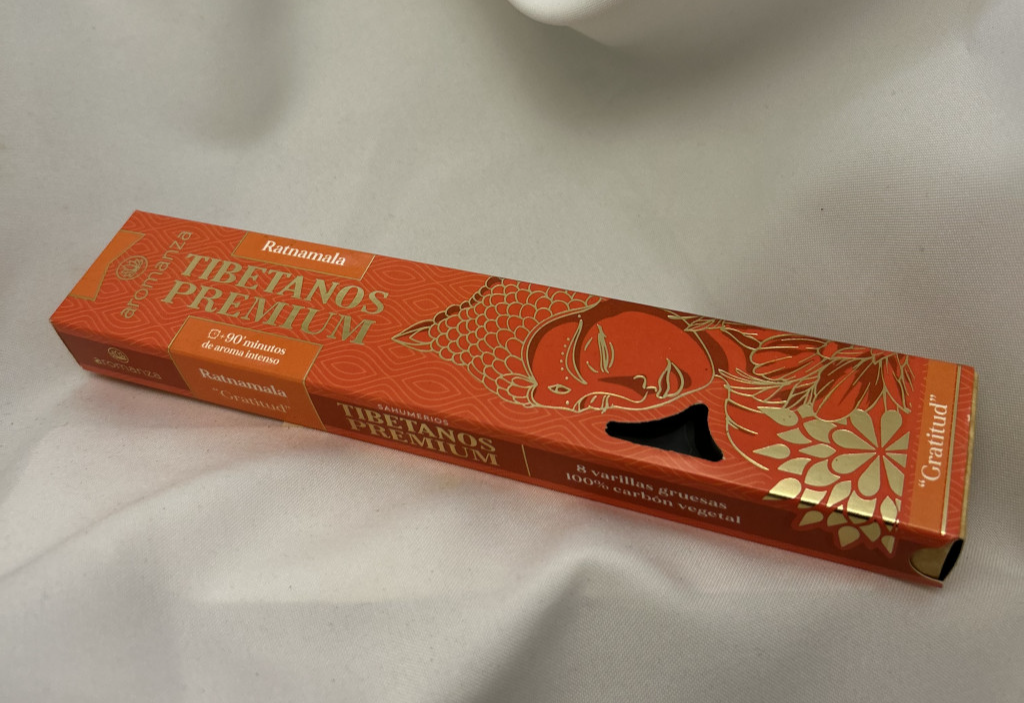 aromanza
Ratnamala
TIBETANOS
PREMIUM
+90 minutos
de aroma intenso
"Gratitud"
aromanza
Ratnamala
"Gratitud"
SAHUMERIOS
TIBETANOS
PREMIUM
8 varillas gruesas
100% carbón vegetal